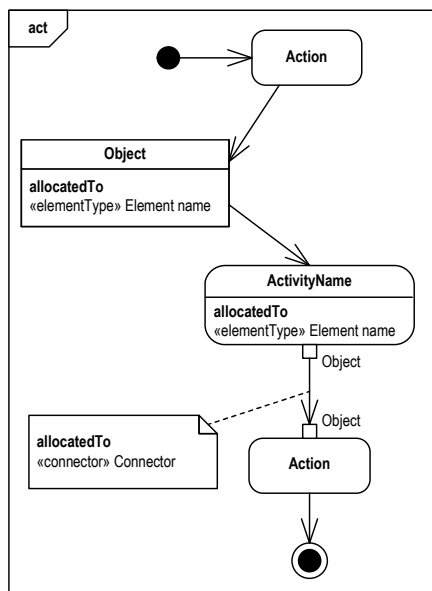 act
Action
Object
allocatedTo
«elementType» Element name
ActivityName
allocatedTo
«elementType» Element name
Object
Object
allocatedTo
«connector» Connector
Action